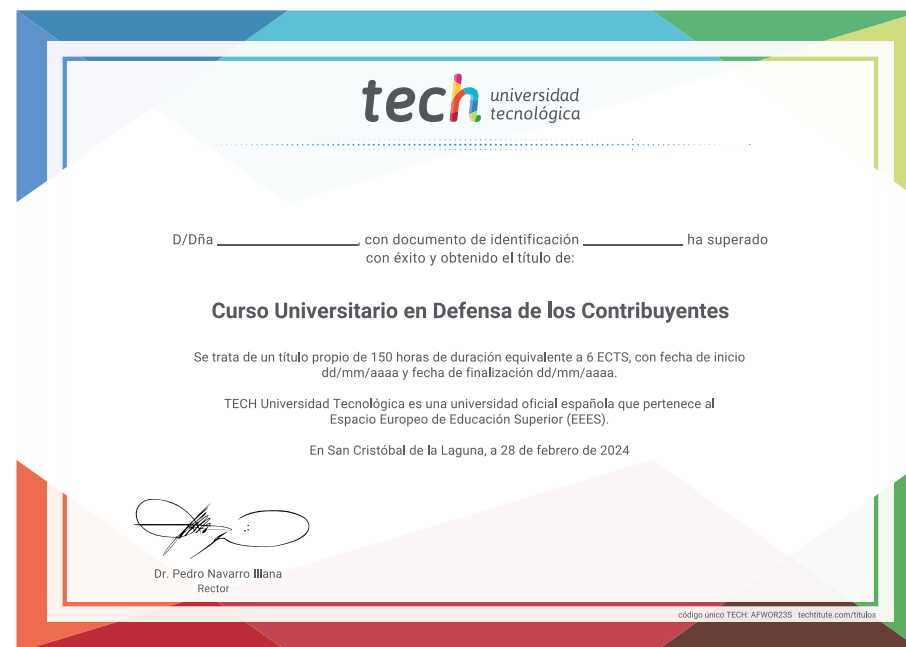 tech universidad
tecnológica
D/Dña ____________________, con documento de identificación ______________ ha superado
con éxito y obtenido el título de:
Curso Universitario en Defensa de los Contribuyentes
Se trata de un título propio de 150 horas de duración equivalente a 6 ECTS, con fecha de inicio
dd/mm/aaaa y fecha de finalización dd/mm/aaaa.
TECH Universidad Tecnológica es una universidad oficial española que pertenece al
Espacio Europeo de Educación Superior (EEES).
En San Cristóbal de la Laguna, a 28 de febrero de 2024
Dr. Pedro Navarro Illana
Rector
código único TECH: AFWOR23S techtitute.com/titulos